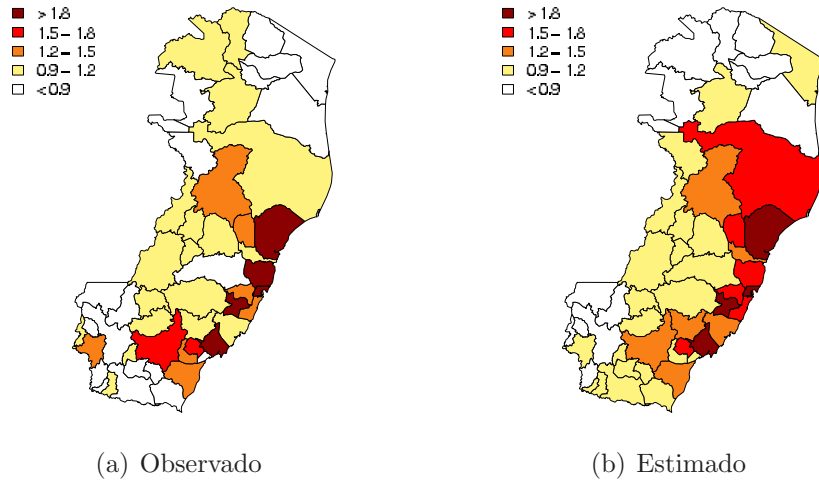 > 1.8
1.5 – 1.8
1.2 – 1.5
0.9 – 1.2
< 0.9
> 1.8
1.5 – 1.8
1.2 – 1.5
0.9 – 1.2
< 0.9
(a) Observado
(b) Estimado